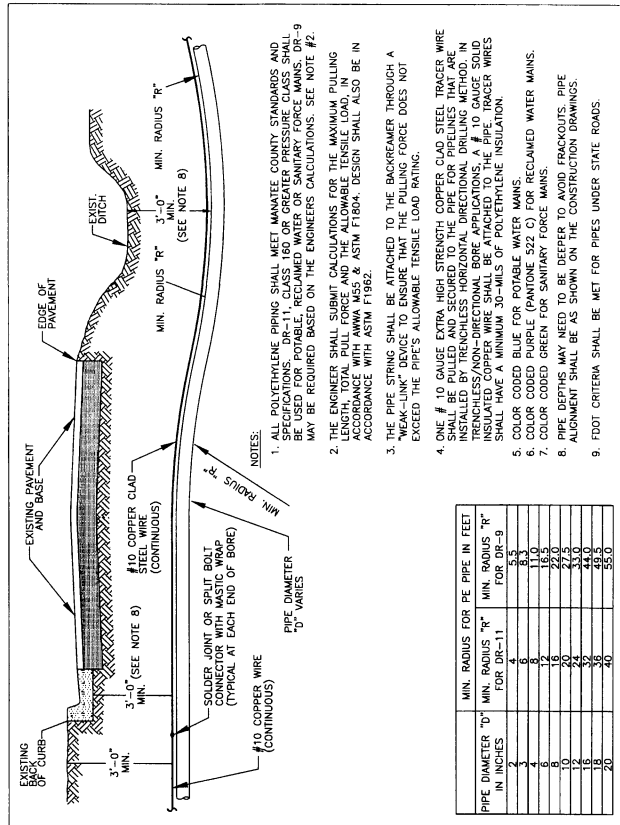 EXISTING
BACK
OF CURB
EXISTING PAVEMENT
AND BASE
EDGE OF
PAVEMENT
EXIST.
DITCH
3'-0"
MIN.
3'-0"
MIN.
(SEE NOTE 8)
3'-0"
MIN.
(SEE NOTE 8)
MIN. RADIUS "R"
MIN. RADIUS "R"
MIN. RADIUS "R"
#10 COPPER CLAD
STEEL WIRE
(CONTINUOUS)
SOLDER JOINT OR SPLIT BOLT
CONNECTOR WITH MASTIC WRAP
(TYPICAL AT EACH END OF BORE)
#10 COPPER WIRE
(CONTINUOUS)
PIPE DIAMETER
"D" VARIES
NOTES:
1. ALL POLYETHYLENE PIPING SHALL MEET MANATEE COUNTY STANDARDS AND
SPECIFICATIONS. DR-11, CLASS 160 OR GREATER PRESSURE CLASS SHALL
BE USED FOR POTABLE, RECLAIMED WATER OR SANITARY FORCE MAINS. DR-9
MAY BE REQUIRED BASED ON THE ENGINEERS CALCULATIONS. SEE NOTE #2.
2. THE ENGINEER SHALL SUBMIT CALCULATIONS FOR THE MAXIMUM PULLING
LENGTH, TOTAL PULL FORCE AND THE ALLOWABLE TENSILE LOAD, IN
ACCORDANCE WITH AWWA M55 & ASTM F1804. DESIGN SHALL ALSO BE IN
ACCORDANCE WITH ASTM F1962.
3. THE PIPE STRING SHALL BE ATTACHED TO THE BACKREAMER THROUGH A
"WEAK-LINK" DEVICE TO ENSURE THAT THE PULLING FORCE DOES NOT
EXCEED THE PIPE'S ALLOWABLE TENSILE LOAD RATING.
4. ONE # 10 GAUGE EXTRA HIGH STRENGTH COPPER CLAD STEEL TRACER WIRE
SHALL BE PULLED AND SECURED TO THE PIPE FOR PIPELINES THAT ARE
INSTALLED BY TRENCHLESS HORIZONTAL DIRECTIONAL DRILLING METHOD. IN
TRENCHLESS/NON-DIRECTIONAL BORE APPLICATIONS, A # 10 GAUGE SOLID
INSULATED COPPER WIRE SHALL BE ATTACHED TO THE PIPE. TRACER WIRES
SHALL HAVE A MINIMUM 30-MILS OF POLYETHYLENE INSULATION.
5. COLOR CODED BLUE FOR POTABLE WATER MAINS.
6. COLOR CODED PURPLE (PANTONE 522 C) FOR RECLAIMED WATER MAINS.
7. COLOR CODED GREEN FOR SANITARY FORCE MAINS.
8. PIPE DEPTHS MAY NEED TO BE DEEPER TO AVOID FRACKOUTS. PIPE
ALIGNMENT SHALL BE AS SHOWN ON THE CONSTRUCTION DRAWINGS.
9. FDOT CRITERIA SHALL BE MET FOR PIPES UNDER STATE ROADS.
MIN. RADIUS FOR PE PIPE IN FEET
PIPE DIAMETER "D" MIN. RADIUS "R" MIN. RADIUS "R"
IN INCHES FOR DR-11 FOR DR-9
2 4 5.5
3 6 8.3
4 8 11.0
6 12 16.5
8 16 22.0
10 20 27.5
12 24 33.0
16 32 44.0
18 36 49.5
20 40 55.0